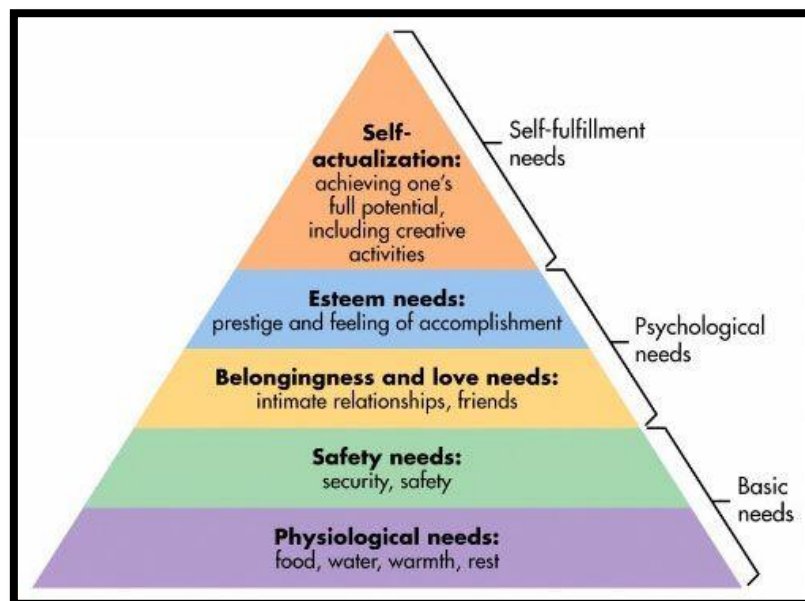 Self-
actualization:
achieving one's
full potential,
including creative
activities
Self-fulfillment
needs
Esteem needs:
prestige and feeling of accomplishment
Psychological
needs
Belongingness and love needs:
intimate relationships, friends
Safety needs:
security, safety
Basic
needs
Physiological needs:
food, water, warmth, rest